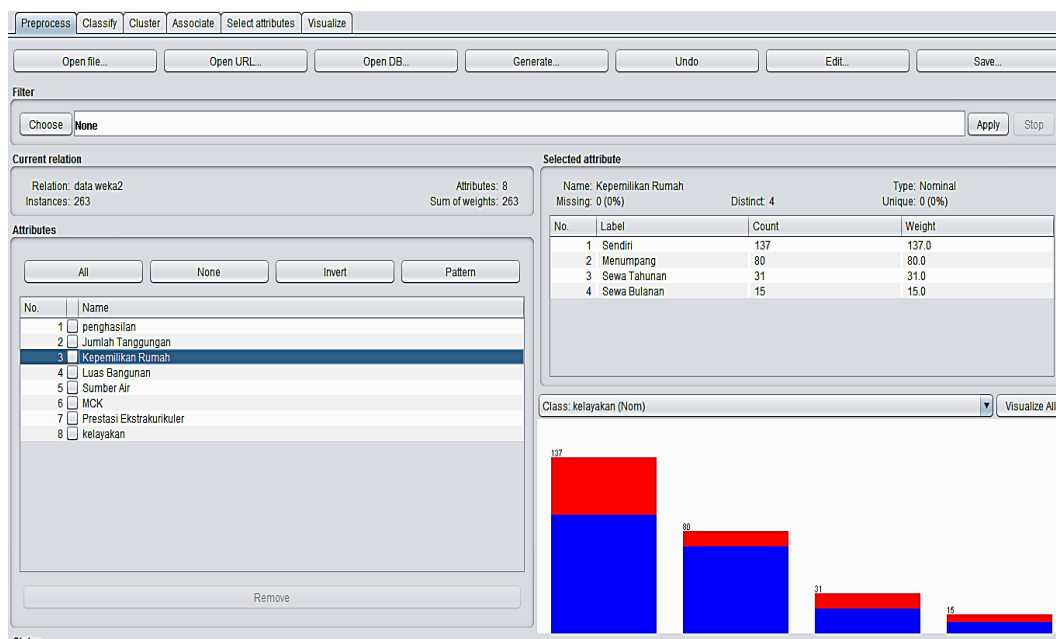 Preprocess Classify Cluster Associate Select attributes Visualize
Open file... Open URL... Open DB... Generate... Undo Edit... Save...
Filter
Choose None Apply Stop
Current relation
Relation: data weka2 Attributes: 8
Instances: 263 Sum of weights: 263
Attributes
All None Invert Pattern
No. Name
1 penghasilan
2 Jumlah Tanggungan
3 Kepemilikan Rumah
4 Luas Bangunan
5 Sumber Air
6 MCK
7 Prestasi Ekstrakurikuler
8 kelayakan
Remove
Selected attribute
Name: Kepemilikan Rumah Type: Nominal
Missing: 0 (0%) Distinct: 4 Unique: 0 (0%)
No. Label Count Weight
1 Sendiri 137 137.0
2 Menumpang 80 80.0
3 Sewa Tahunan 31 31.0
4 Sewa Bulanan 15 15.0
Class: kelayakan (Nom) Visualize All
137
80
31
15